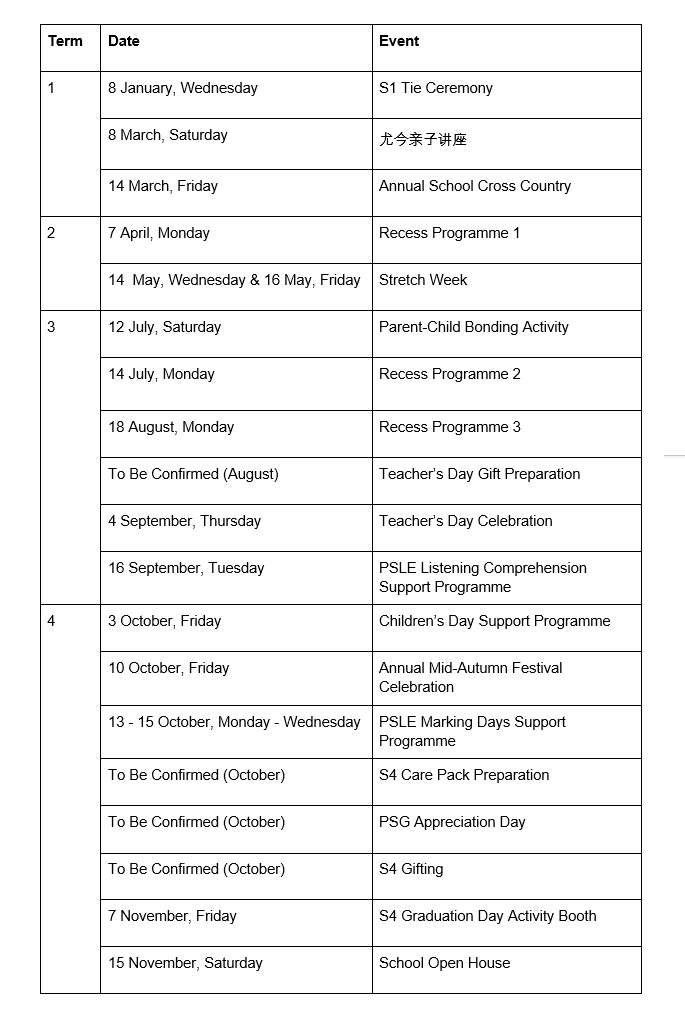 Term Date Event
1 8 January, Wednesday S1 Tie Ceremony
8 March, Saturday 尤今亲子讲座
14 March, Friday Annual School Cross Country
2 7 April, Monday Recess Programme 1
14  May, Wednesday & 16 May, Friday Stretch Week
3 12 July, Saturday Parent-Child Bonding Activity
14 July, Monday Recess Programme 2
18 August, Monday Recess Programme 3
To Be Confirmed (August) Teacher’s Day Gift Preparation
4 September, Thursday Teacher’s Day Celebration
16 September, Tuesday PSLE Listening Comprehension
Support Programme
4 3 October, Friday Children’s Day Support Programme
10 October, Friday Annual Mid-Autumn Festival
Celebration
13 - 15 October, Monday - Wednesday PSLE Marking Days Support
Programme
To Be Confirmed (October) S4 Care Pack Preparation
To Be Confirmed (October) PSG Appreciation Day
To Be Confirmed (October) S4 Gifting
7 November, Friday S4 Graduation Day Activity Booth
15 November, Saturday School Open House